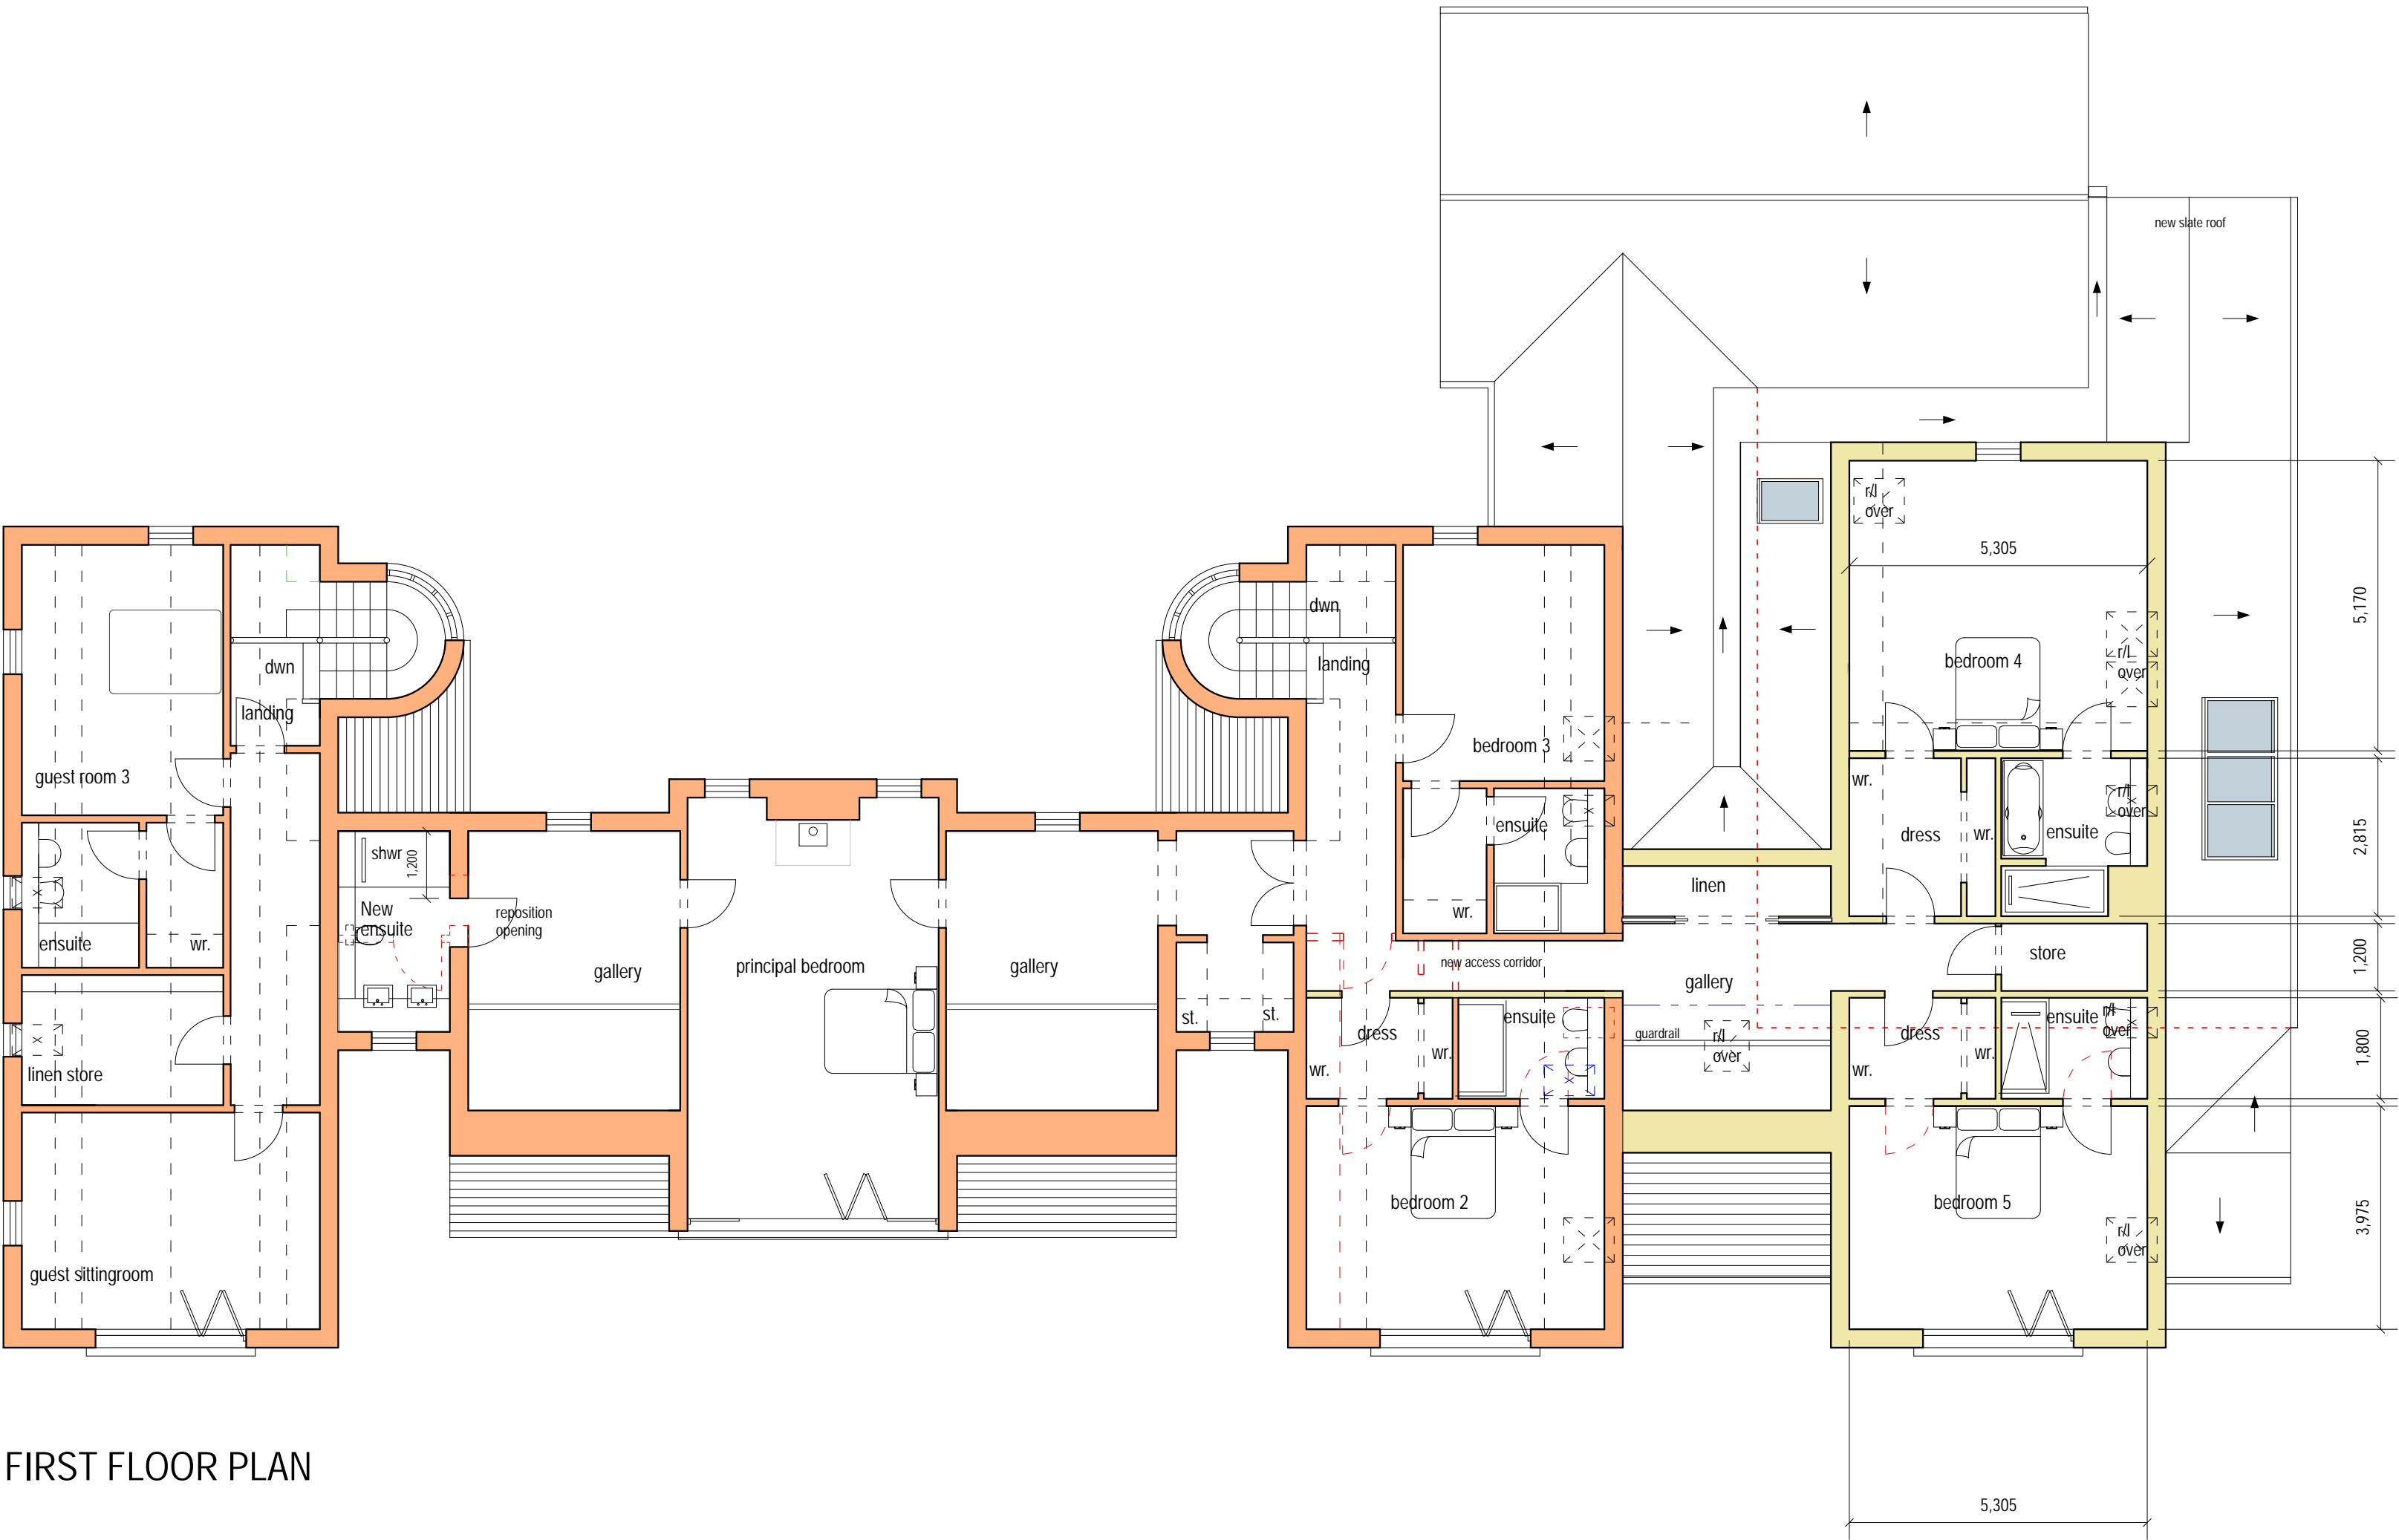 new slate roof
r/l
over
5,305
5,170
dwn
landing
bedroom 4
r/l
over
dwn
landing
bedroom 3
guest room 3
wr.
r/l
over
shwr
1,200
ensuite
dress
wr.
ensuite
2,815
linen
New
ensuite
reposition
opening
wr.
ensuite
wr.
gallery
principal bedroom
gallery
new access corridor
gallery
store
1,200
st.
st.
dress
ensuite
guardrail
r/l
over
dress
ensuite
r/l
over
1,800
linen store
wr.
wr.
wr.
wr.
bedroom 2
bedroom 5
3,975
r/l
over
guest sittingroom
FIRST FLOOR PLAN
5,305